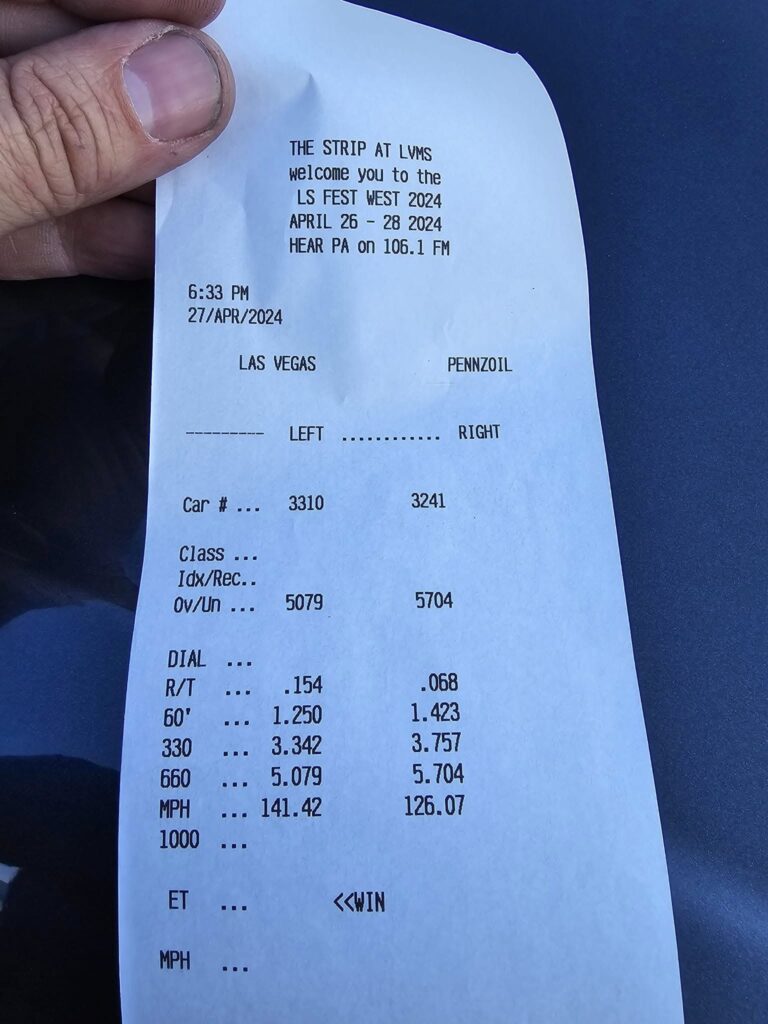 THE STRIP AT LVMS
welcome you to the
LS FEST WEST 2024
APRIL 26 - 28 2024
HEAR PA on 106.1 FM
6:33 PM
27/APR/2024
LAS VEGAS PENNZOIL
--------- LEFT ............ RIGHT
Car # ... 3310 3241
Class ...
Idx/Rec..
Ov/Un ... 5079 5704
DIAL ...
R/T ... .154 .068
60' ... 1.250 1.423
330 ... 3.342 3.757
660 ... 5.079 5.704
MPH ... 141.42 126.07
1000 ...
ET ... <<WIN
MPH ...